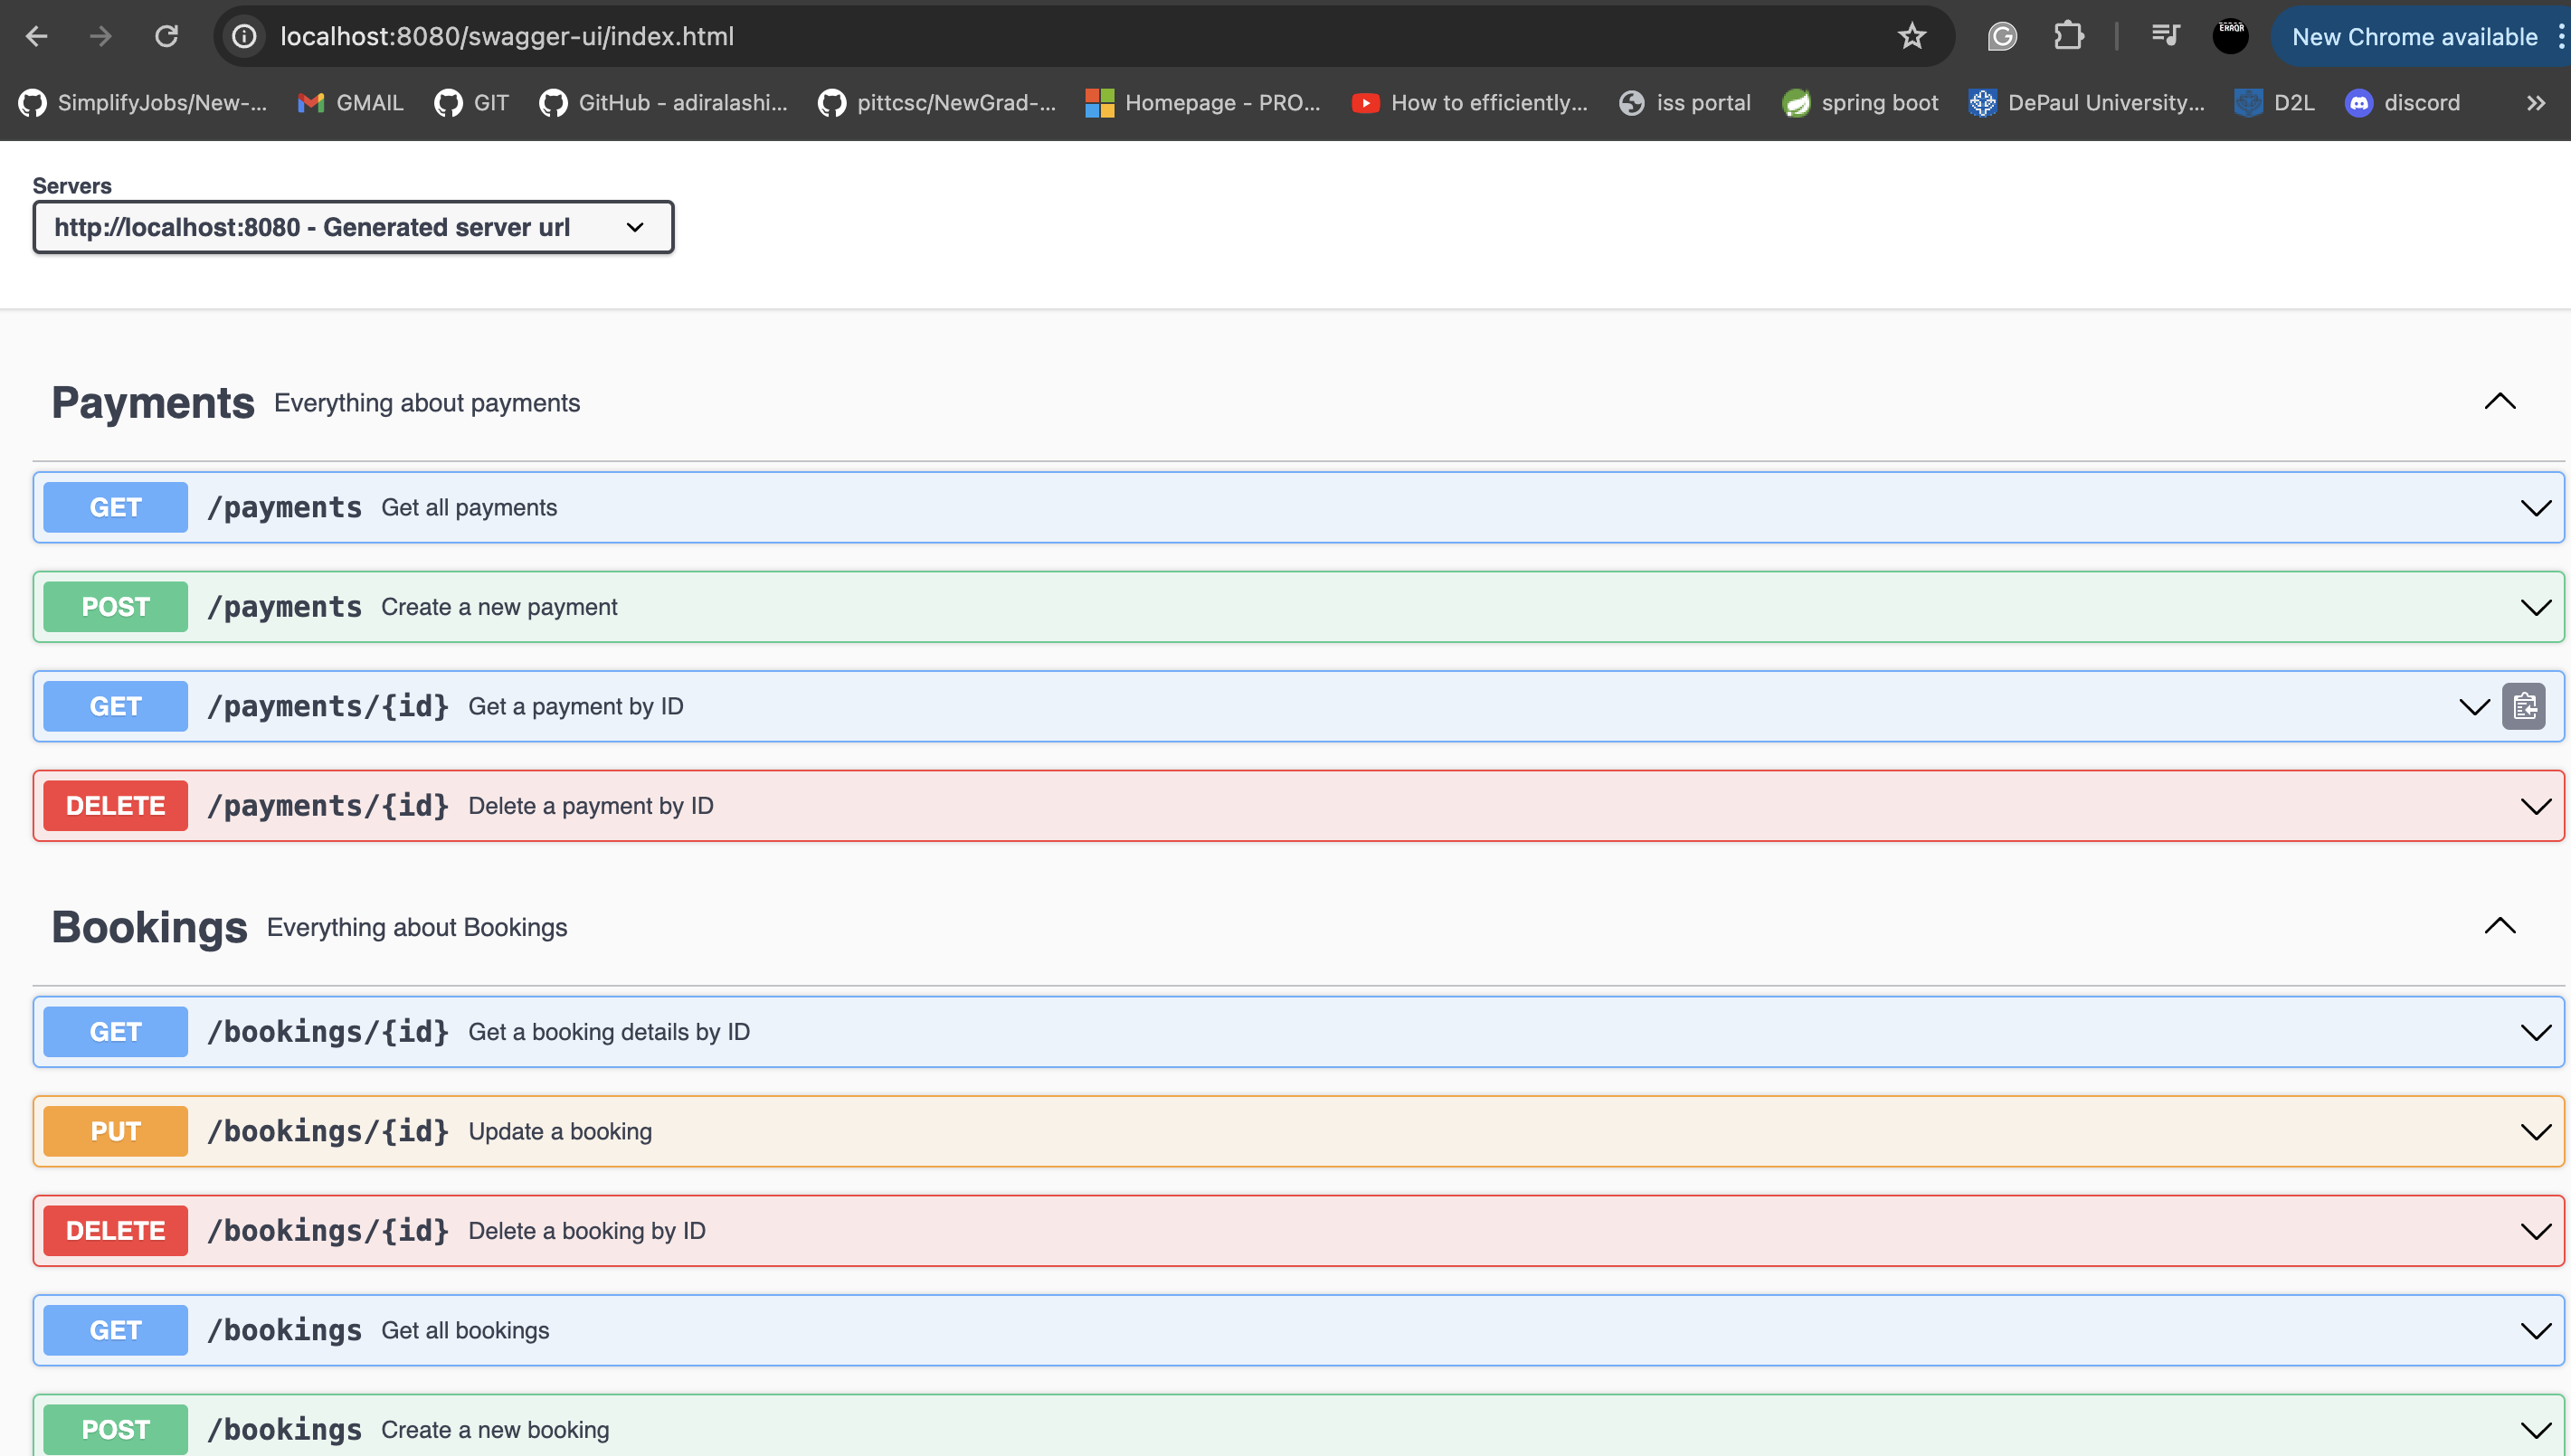 localhost:8080/swagger-ui/index.html
ERROR
New Chrome available
SimplifyJobs/New-...
GMAIL
GIT
GitHub - adiralashi...
pittcsc/NewGrad-...
Homepage - PRO...
How to efficiently...
iss portal
spring boot
DePaul University...
D2L
discord
Servers
http://localhost:8080 - Generated server url
Payments Everything about payments
GET /payments Get all payments
POST /payments Create a new payment
GET /payments/{id} Get a payment by ID
DELETE /payments/{id} Delete a payment by ID
Bookings Everything about Bookings
GET /bookings/{id} Get a booking details by ID
PUT /bookings/{id} Update a booking
DELETE /bookings/{id} Delete a booking by ID
GET /bookings Get all bookings
POST /bookings Create a new booking